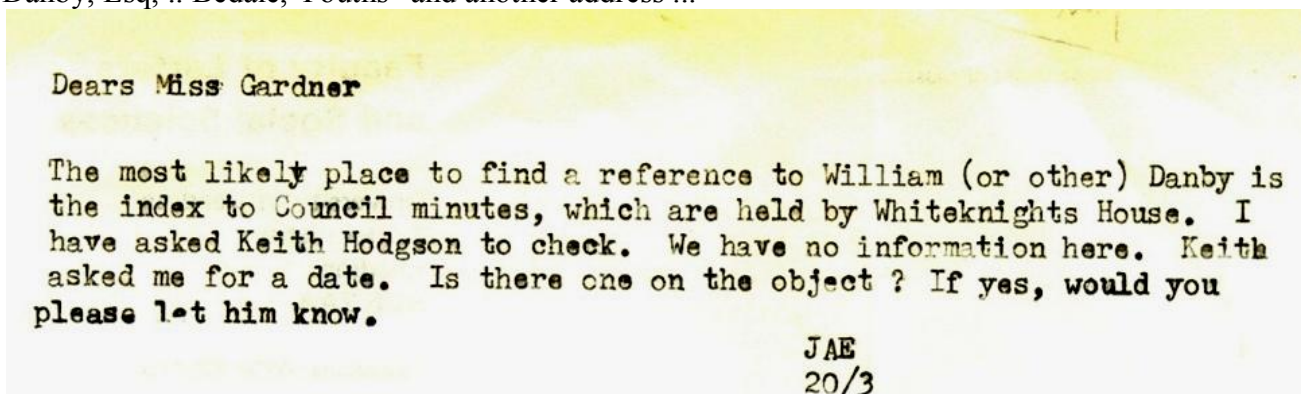 Dears Miss Gardner
The most likely place to find a reference to William (or other) Danby is
the index to Council minutes, which are held by Whiteknights House. I
have asked Keith Hodgson to check. We have no information here. Keith
asked me for a date. Is there one on the object ? If yes, would you
please let him know.
JAE
20/3